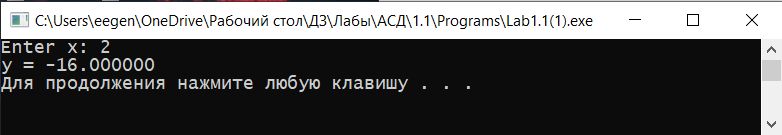 C:\Users\eegen\OneDrive\Рабочий стол\ДЗ\Лабы\АСД\1.1\Programs\Lab1.1(1).exe
Enter x: 2
y = -16.000000
Для продолжения нажмите любую клавишу . . .